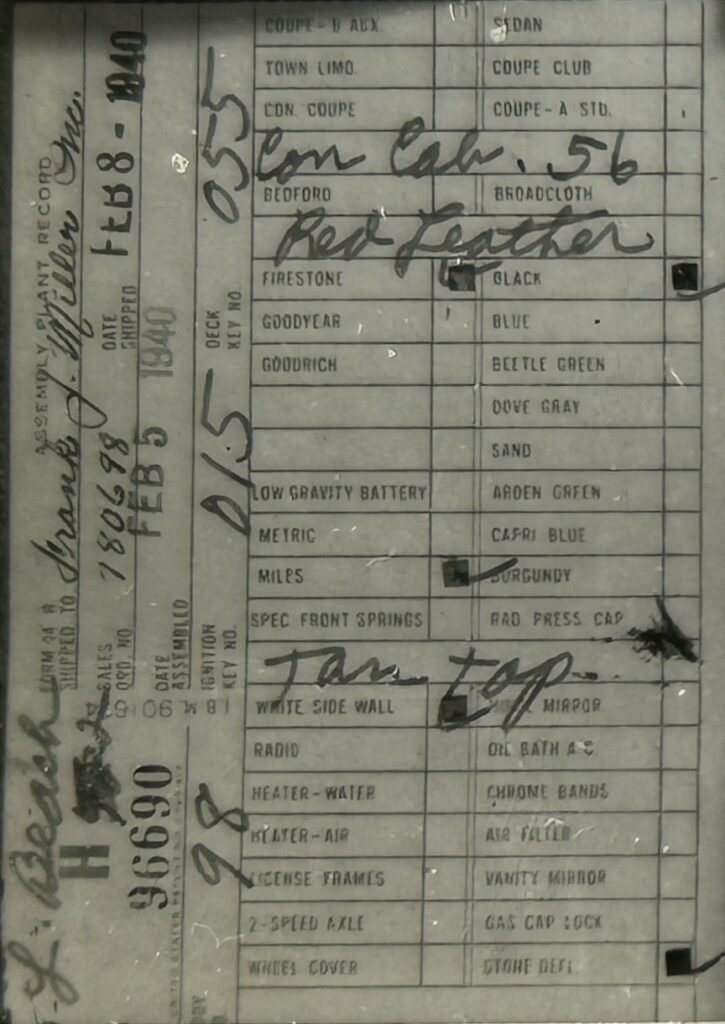 ASSEMBLY PLANT RECORD
FORM 44 B
SHIPPED TO Frank J. Miller Inc.
SALES ORD NO 780698
DATE SHIPPED FEB 8 - 1940
DATE ASSEMBLED FEB 5 1940
IGNITION KEY NO. 015
DECK KEY NO. 055
L. Beach
H
IBM 90
96690
98
COUPE - B AUX. SEDAN
TOWN LIMO. COUPE CLUB
CON. COUPE COUPE - A STD.
Con Cab. 56
BEDFORD BROADCLOTH
Red Leather
FIRESTONE BLACK
GOODYEAR BLUE
GOODRICH BEETLE GREEN
DOVE GRAY
SAND
LOW GRAVITY BATTERY ARDEN GREEN
METRIC CAPRI BLUE
MILES BURGUNDY
SPEC FRONT SPRINGS RAD PRESS CAP
Tan top
WHITE SIDE WALL MIRROR
RADIO OIL BATH A.C.
HEATER - WATER CHROME BANDS
HEATER - AIR AIR FILTER
LICENSE FRAMES VANITY MIRROR
2-SPEED AXLE GAS CAP LOCK
WHEEL COVER STONE DEFL